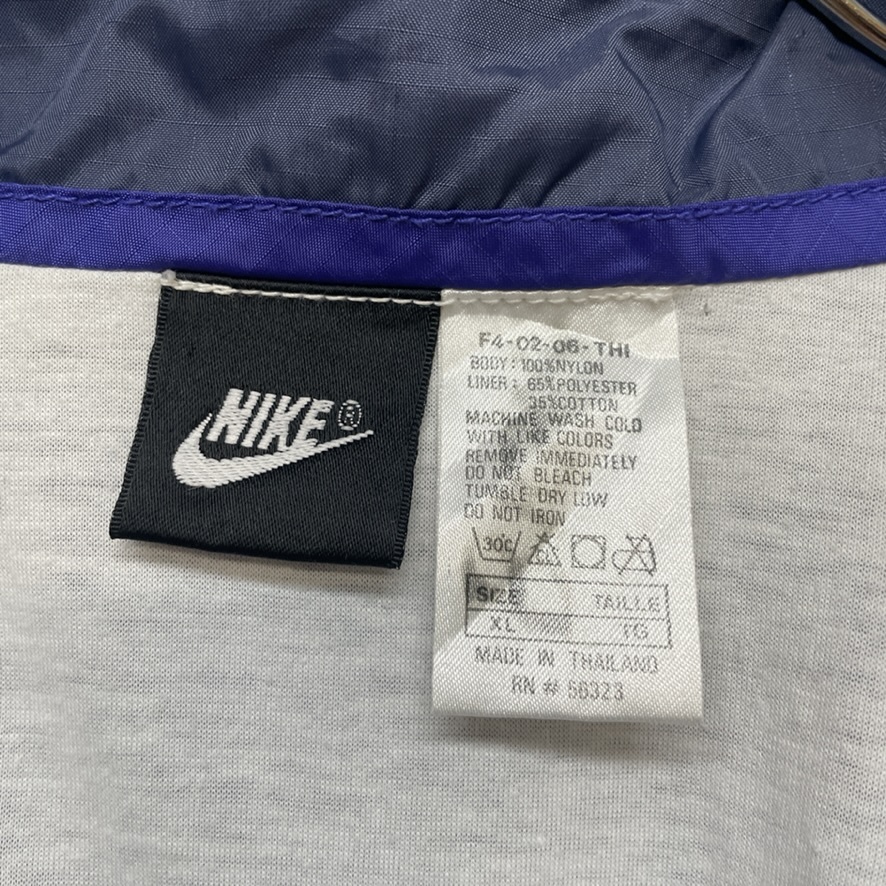 NIKE®
F4-02-06-THI
BODY: 100%NYLON
LINER: 65%POLYESTER
35%COTTON
MACHINE WASH COLD
WITH LIKE COLORS
REMOVE IMMEDIATELY
DO NOT BLEACH
TUMBLE DRY LOW
DO NOT IRON
30C
SIZE TAILLE
XL TG
MADE IN THAILAND
RN # 56323